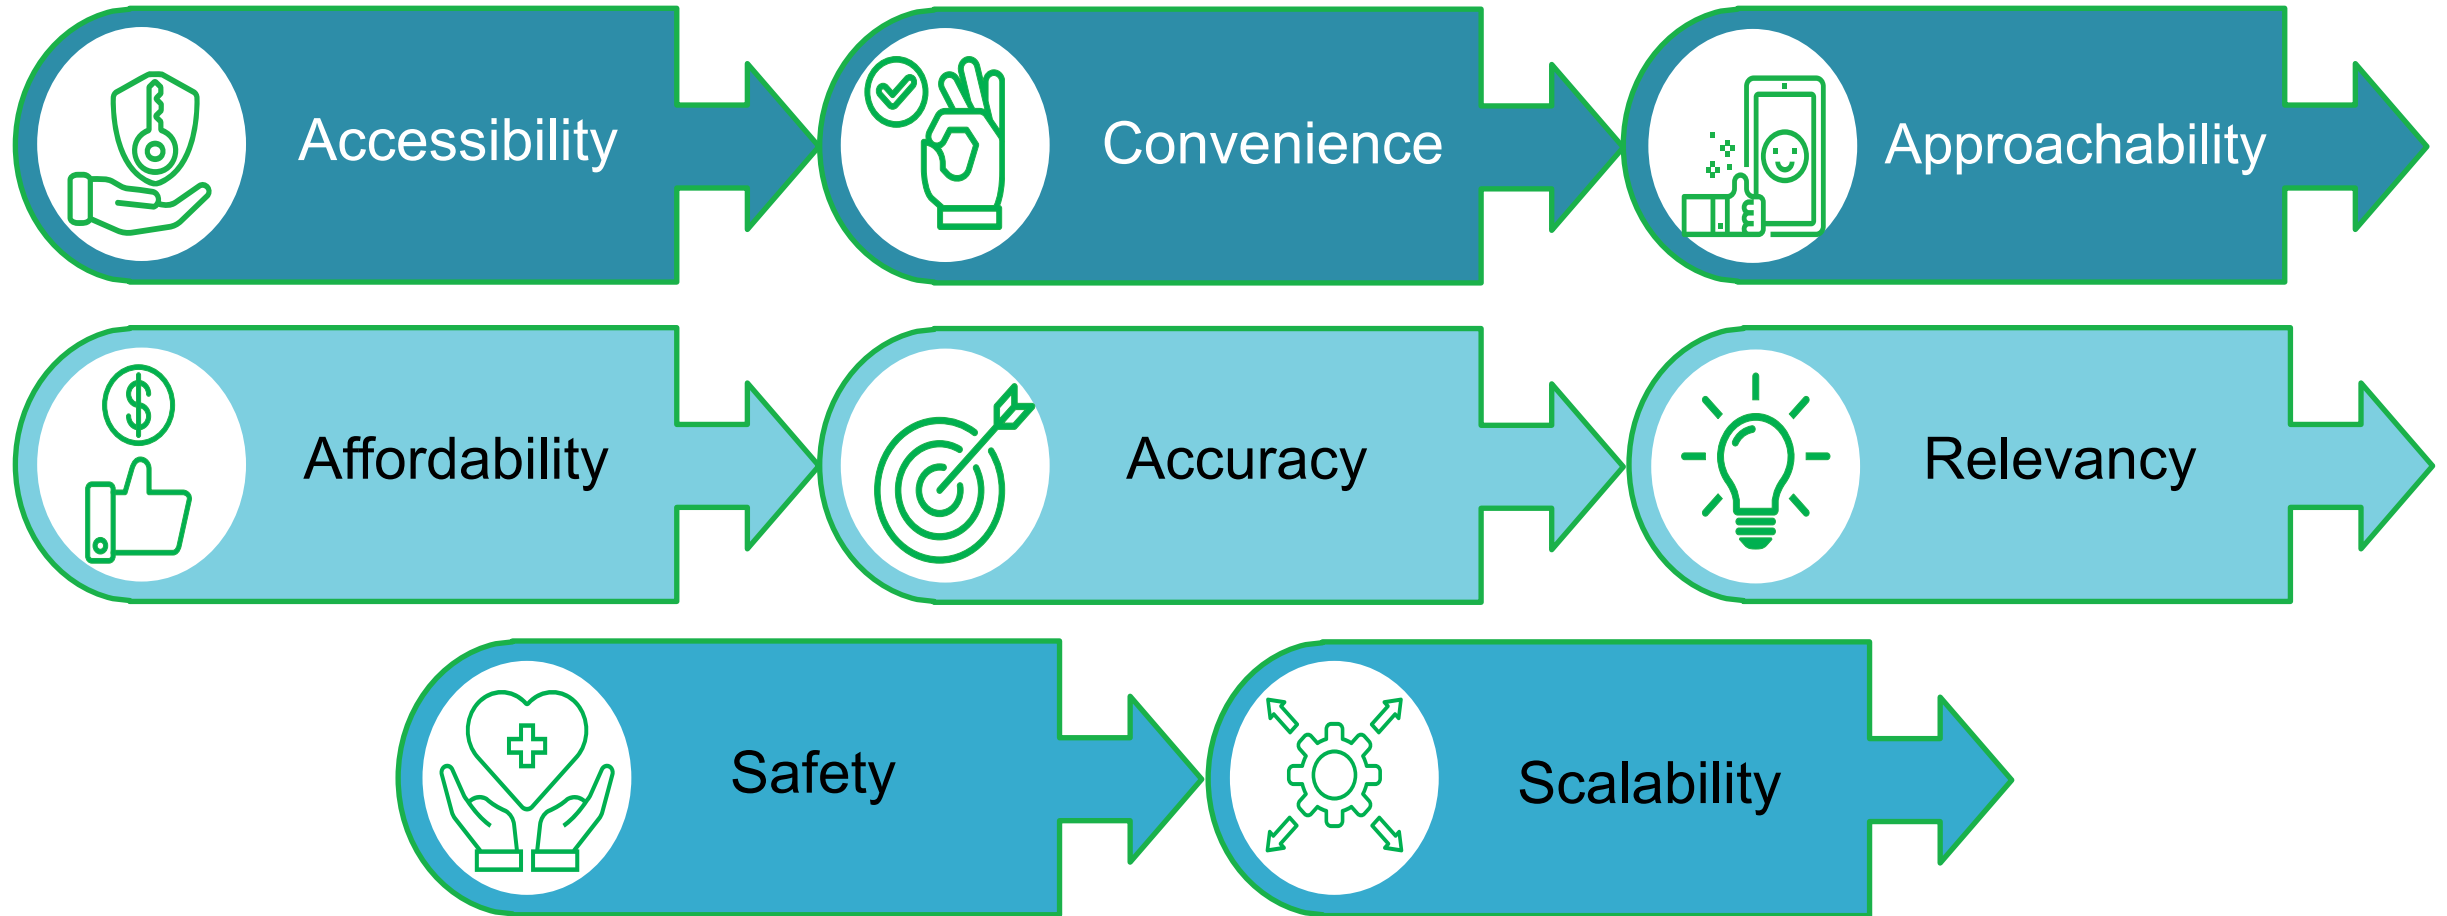 Accessibility
Convenience
Approachability
Affordability
Accuracy
Relevancy
Safety
Scalability